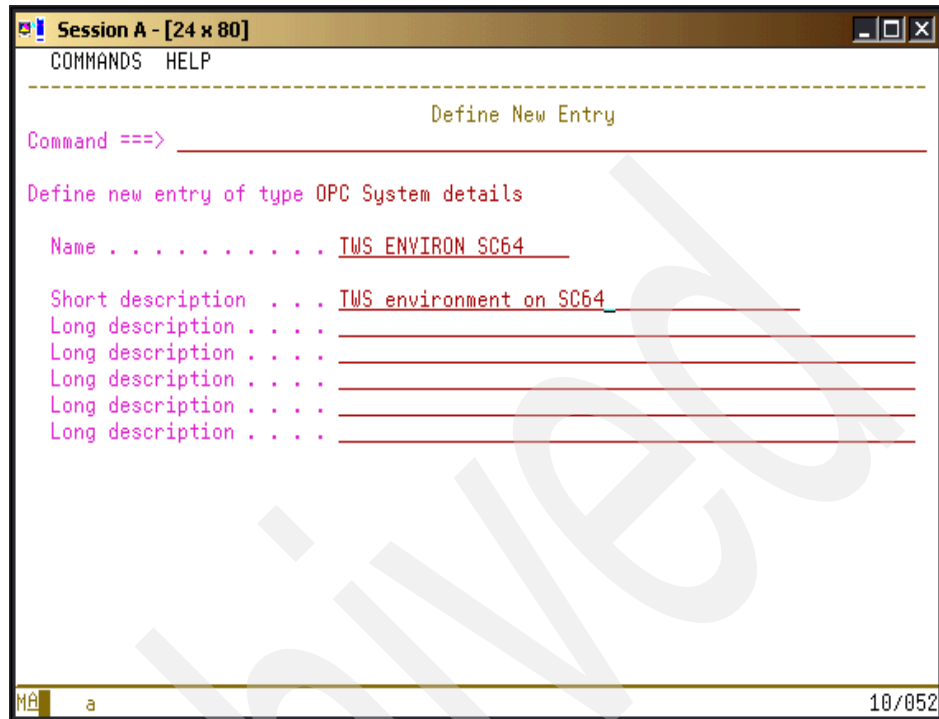 Session A - [24 x 80]
COMMANDS HELP
Define New Entry
Command ===>
Define new entry of type OPC System details
Name . . . . . . . . . . TWS ENVIRON SC64
Short description . . . TWS environment on SC64
Long description . . . .
Long description . . . .
Long description . . . .
Long description . . . .
Long description . . . .
MA a 10/052